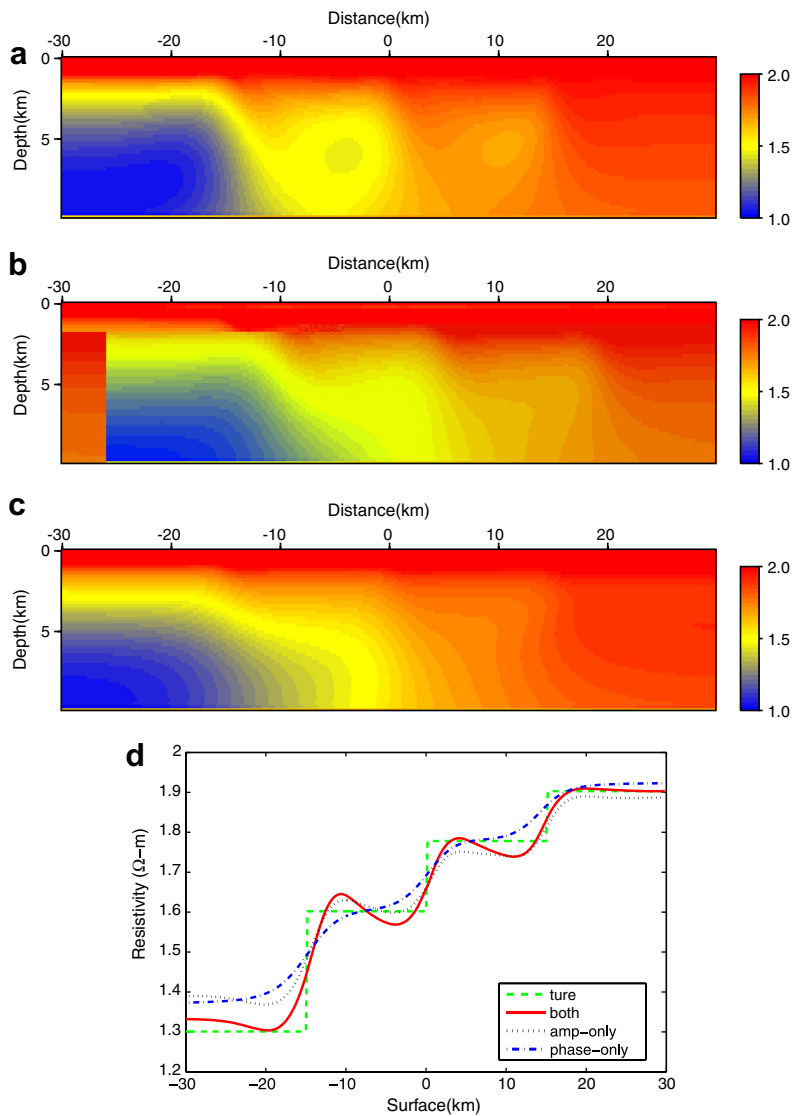 Distance(km)
-30 -20 -10 0 10 20
a
0
5
Depth(km)
2.0
1.5
1.0
Distance(km)
b
-30 -20 -10 0 10 20
0
5
Depth(km)
2.0
1.5
1.0
c
Distance(km)
-30 -20 -10 0 10 20
0
5
Depth(km)
2.0
1.5
1.0
d
2
1.9
1.8
1.7
1.6
1.5
1.4
1.3
1.2
Resistivity (Ω−m)
ture
both
amp−only
phase−only
−30 −20 −10 0 10 20 30
Surface(km)